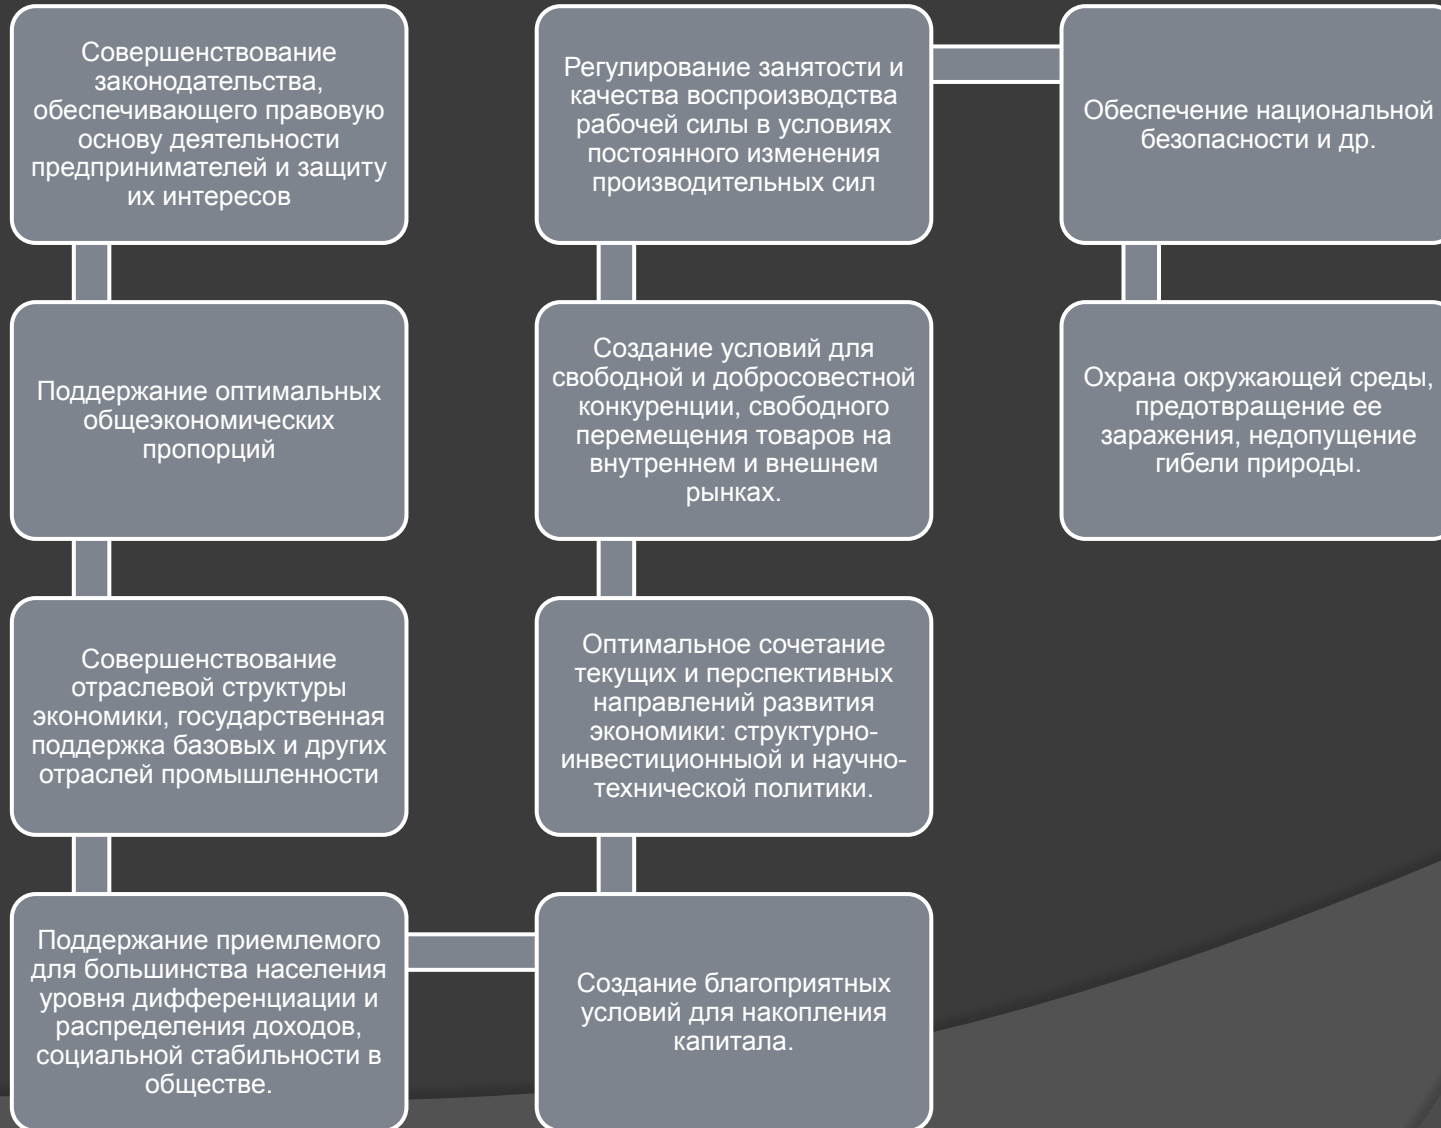 Совершенствование
законодательства,
обеспечивающего правовую
основу деятельности
предпринимателей и защиту
их интересов
Поддержание оптимальных
общеэкономических
пропорций
Совершенствование
отраслевой структуры
экономики, государственная
поддержка базовых и других
отраслей промышленности
Поддержание приемлемого
для большинства населения
уровня дифференциации и
распределения доходов,
социальной стабильности в
обществе.
Создание благоприятных
условий для накопления
капитала.
Оптимальное сочетание
текущих и перспективных
направлений развития
экономики: структурно-
инвестиционныой и научно-
технической политики.
Создание условий для
свободной и добросовестной
конкуренции, свободного
перемещения товаров на
внутреннем и внешнем
рынках.
Регулирование занятости и
качества воспроизводства
рабочей силы в условиях
постоянного изменения
производительных сил
Обеспечение национальной
безопасности и др.
Охрана окружающей среды,
предотвращение ее
заражения, недопущение
гибели природы.